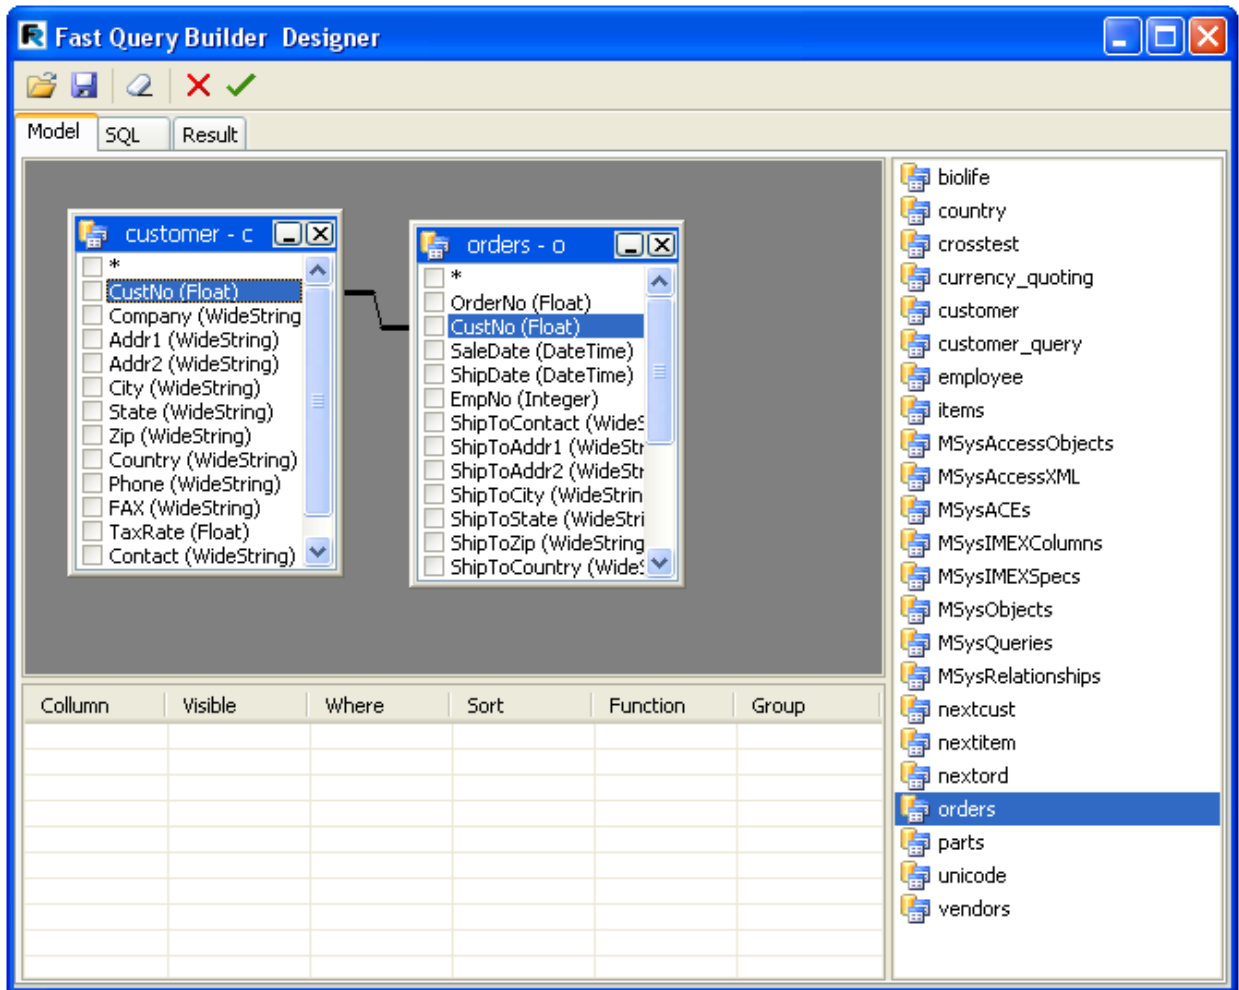 Fast Query Builder Designer
Model
SQL
Result
customer - c
*
CustNo (Float)
Company (WideString
Addr1 (WideString)
Addr2 (WideString)
City (WideString)
State (WideString)
Zip (WideString)
Country (WideString)
Phone (WideString)
FAX (WideString)
TaxRate (Float)
Contact (WideString)
orders - o
*
OrderNo (Float)
CustNo (Float)
SaleDate (DateTime)
ShipDate (DateTime)
EmpNo (Integer)
ShipToContact (WideS
ShipToAddr1 (WideStr
ShipToAddr2 (WideStr
ShipToCity (WideStrin
ShipToState (WideStri
ShipToZip (WideString
ShipToCountry (WideS
Collumn Visible Where Sort Function Group
biolife
country
crosstest
currency_quoting
customer
customer_query
employee
items
MSysAccessObjects
MSysAccessXML
MSysACEs
MSysIMEXColumns
MSysIMEXSpecs
MSysObjects
MSysQueries
MSysRelationships
nextcust
nextitem
nextord
orders
parts
unicode
vendors